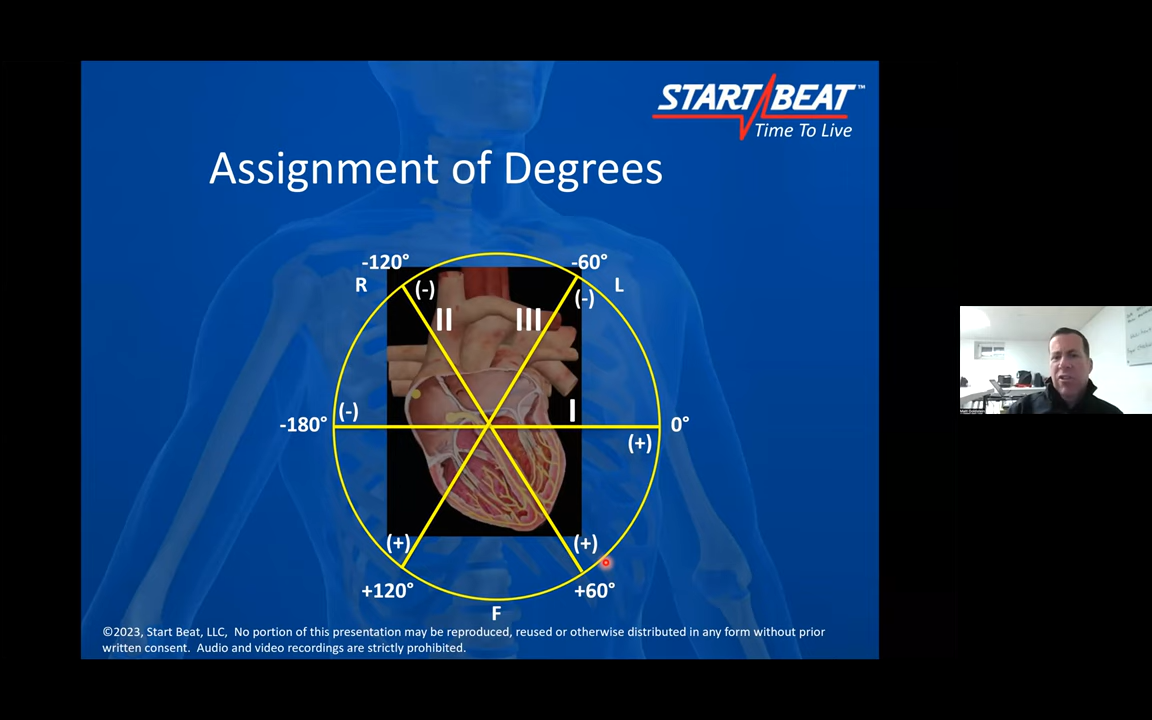 START BEAT™
Time To Live
Assignment of Degrees
-120°
-60°
R
L
(-)
(-)
II
III
-180°
(-)
I
0°
(+)
(+)
(+)
+120°
+60°
F
©2023, Start Beat, LLC, No portion of this presentation may be reproduced, reused or otherwise distributed in any form without prior
written consent. Audio and video recordings are strictly prohibited.